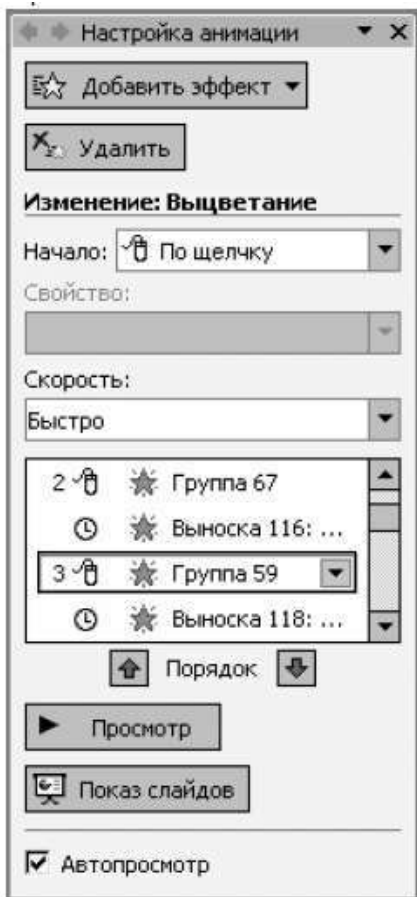 Настройка анимации
Добавить эффект
Удалить
Изменение: Выцветание
Начало: По щелчку
Свойство:
Скорость:
Быстро
2 Группа 67
Выноска 116: ...
3 Группа 59
Выноска 118: ...
Порядок
Просмотр
Показ слайдов
Автопросмотр